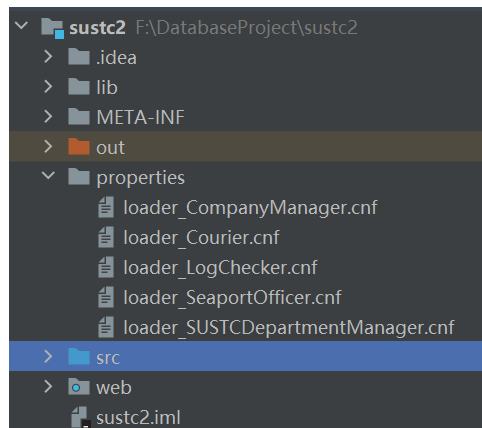 sustc2 F:\DatabaseProject\sustc2
.idea
lib
META-INF
out
properties
loader_CompanyManager.cnf
loader_Courier.cnf
loader_LogChecker.cnf
loader_SeaportOfficer.cnf
loader_SUSTCDepartmentManager.cnf
src
web
sustc2.iml